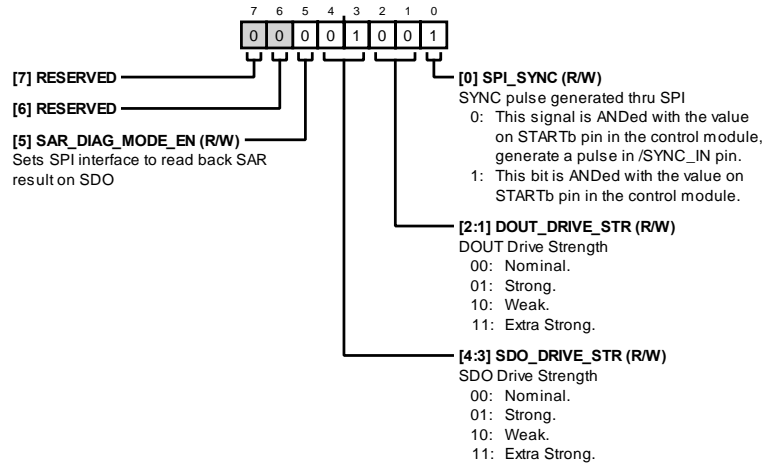 7 6 5 4 3 2 1 0
0 0 0 0 1 0 0 1
[7] RESERVED
[6] RESERVED
[5] SAR_DIAG_MODE_EN (R/W)
Sets SPI interface to read back SAR
result on SDO
[0] SPI_SYNC (R/W)
SYNC pulse generated thru SPI
0: This signal is ANDed with the value
on STARTb pin in the control module,
generate a pulse in /SYNC_IN pin.
1: This bit is ANDed with the value on
STARTb pin in the control module.
[2:1] DOUT_DRIVE_STR (R/W)
DOUT Drive Strength
00: Nominal.
01: Strong.
10: Weak.
11: Extra Strong.
[4:3] SDO_DRIVE_STR (R/W)
SDO Drive Strength
00: Nominal.
01: Strong.
10: Weak.
11: Extra Strong.